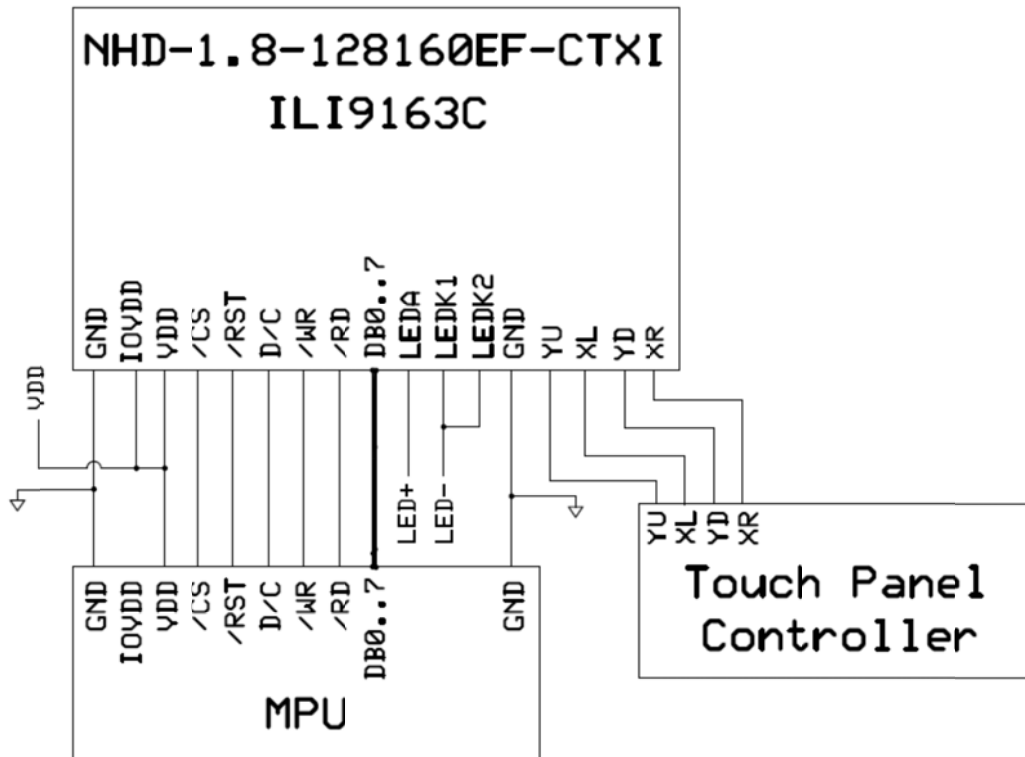 NHD-1.8-128160EF-CTXI
ILI9163C
GND
IOVDD
VDD
/CS
/RST
D/C
/WR
/RD
DB0..7
LEDA
LEDK1
LEDK2
GND
YU
XL
YD
XR
VDD
LED+
LED-
YU
XL
YD
XR
Touch Panel
Controller
GND
IOVDD
VDD
/CS
/RST
D/C
/WR
/RD
DB0..7
GND
MPU